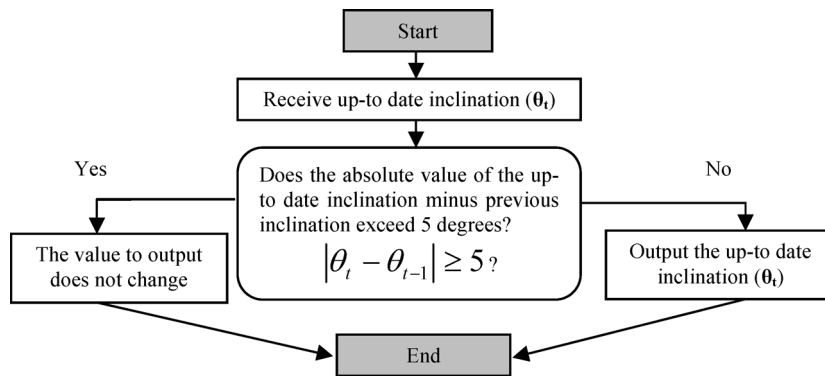 Start
Receive up-to date inclination (θt)
Yes
Does the absolute value of the up-
to date inclination minus previous
inclination exceed 5 degrees?
|θt − θt−1| ≥ 5 ?
No
The value to output
does not change
Output the up-to date
inclination (θt)
End